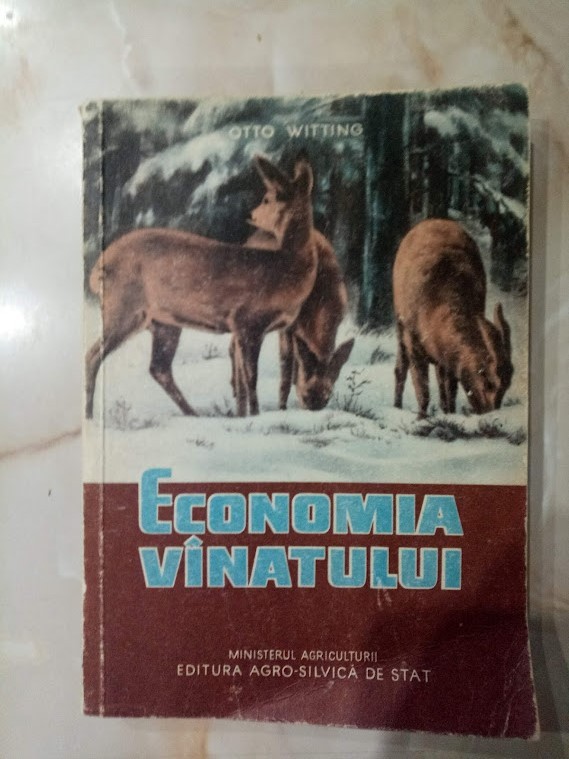 OTTO WITTING
ECONOMIA
VÎNATULUI
MINISTERUL AGRICULTURII
EDITURA AGRO-SILVICĂ DE STAT